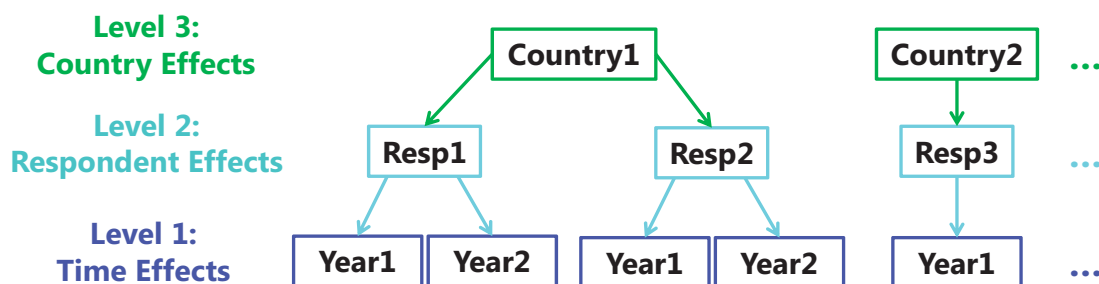 Level 3:
Country Effects
Country1
Country2
...
Level 2:
Respondent Effects
Resp1
Resp2
Resp3
...
Level 1:
Time Effects
Year1
Year2
Year1
Year2
Year1
...